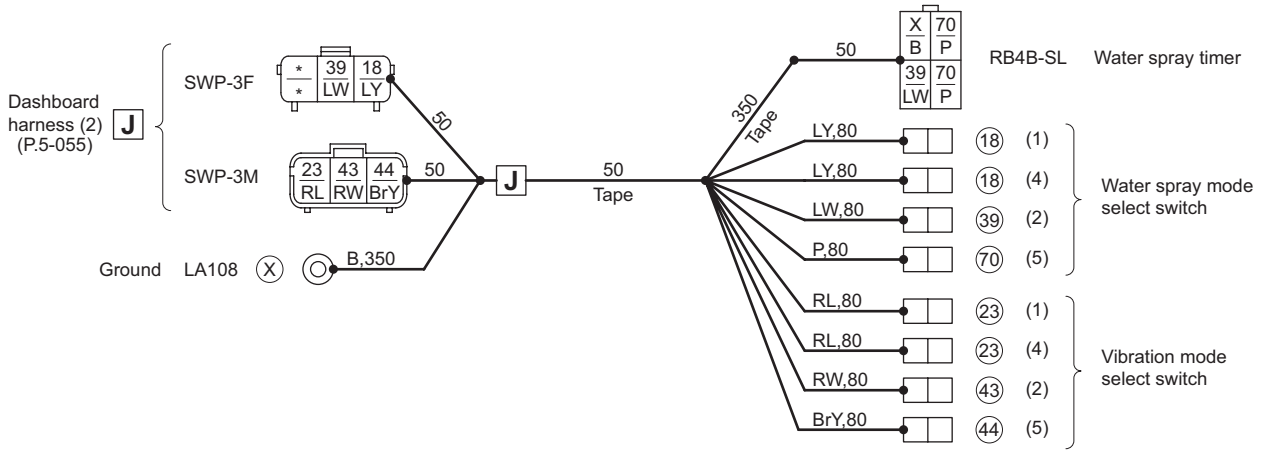 Dashboard
harness (2)
(P.5-055)
J
SWP-3F
* 39 18
* LW LY
50
SWP-3M
23 43 44
RL RW BrY
50
Ground LA108 X B,350
J
50
Tape
350
Tape
50
X 70
B P
39 70
LW P
RB4B-SL Water spray timer
LY,80 18 (1)
LY,80 18 (4)
LW,80 39 (2)
P,80 70 (5)
Water spray mode
select switch
RL,80 23 (1)
RL,80 23 (4)
RW,80 43 (2)
BrY,80 44 (5)
Vibration mode
select switch